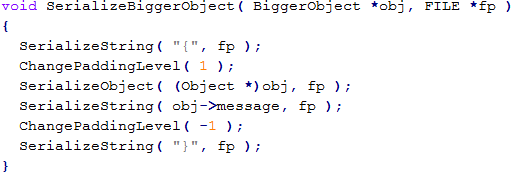 void SerializeBiggerObject( BiggerObject *obj, FILE *fp )
{
  SerializeString( "{", fp );
  ChangePaddingLevel( 1 );
  SerializeObject( (Object *)obj, fp );
  SerializeString( obj->message, fp );
  ChangePaddingLevel( -1 );
  SerializeString( "}", fp );
}